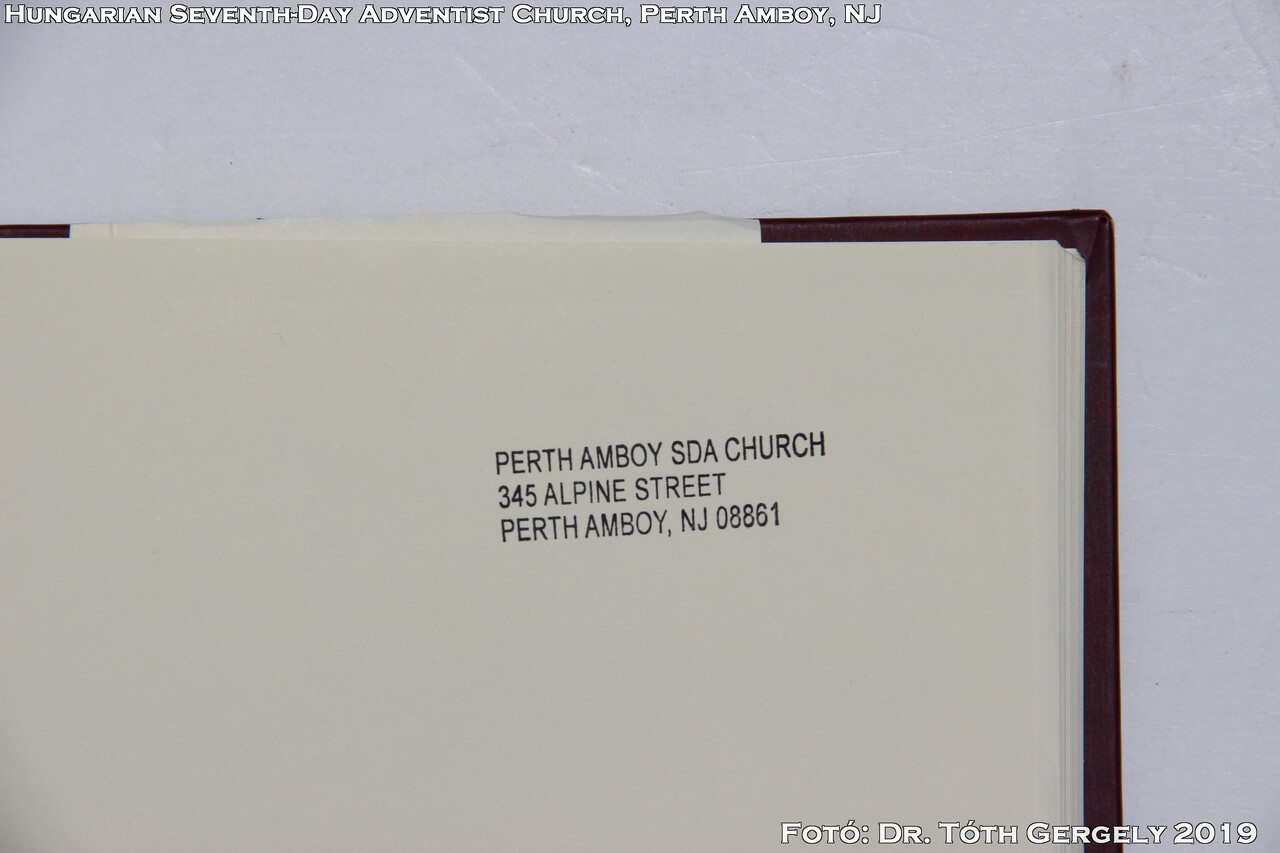 Hungarian Seventh-Day Adventist Church, Perth Amboy, NJ
PERTH AMBOY SDA CHURCH
345 ALPINE STREET
PERTH AMBOY, NJ 08861
Fotó: Dr. Tóth Gergely 2019